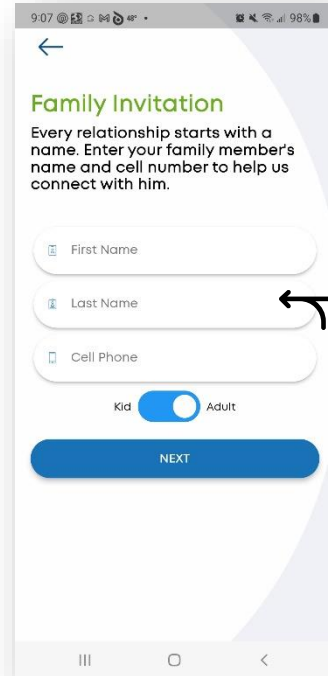 9:07 48° 98%
Family Invitation
Every relationship starts with a
name. Enter your family member's
name and cell number to help us
connect with him.
First Name
Last Name
Cell Phone
Kid Adult
NEXT